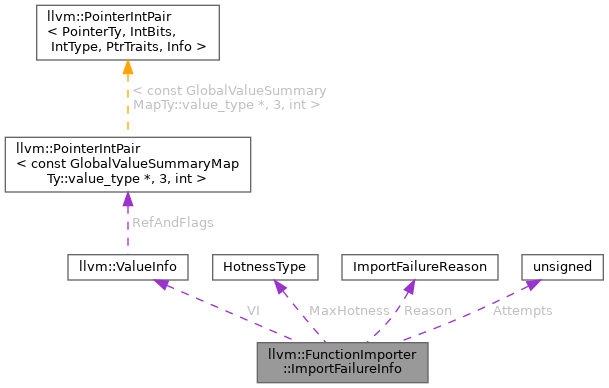 llvm::PointerIntPair
< PointerTy, IntBits,
IntType, PtrTraits, Info >
< const GlobalValueSummary
MapTy::value_type *, 3, int >
llvm::PointerIntPair
< const GlobalValueSummaryMap
Ty::value_type *, 3, int >
RefAndFlags
llvm::ValueInfo
HotnessType
ImportFailureReason
unsigned
VI
MaxHotness
Reason
Attempts
llvm::FunctionImporter
::ImportFailureInfo